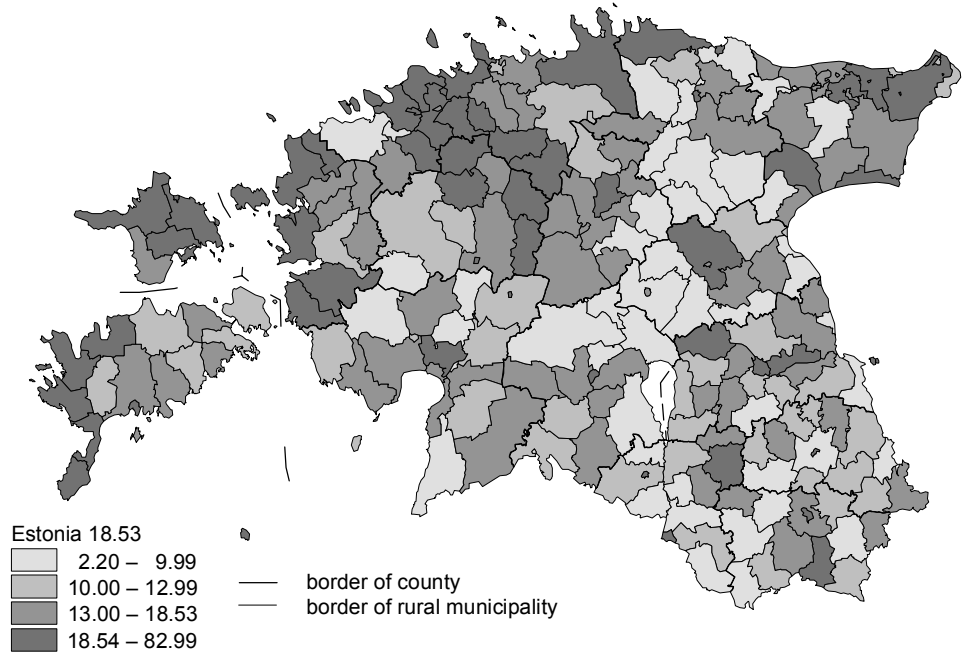 Estonia 18.53
2.20 – 9.99
10.00 – 12.99
13.00 – 18.53
18.54 – 82.99
border of county
border of rural municipality